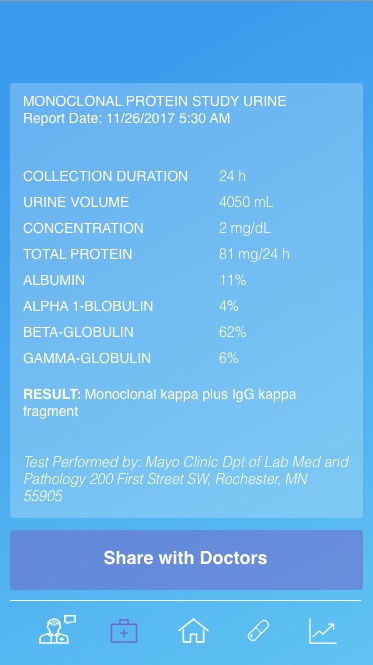 MONOCLONAL PROTEIN STUDY URINE
Report Date: 11/26/2017 5:30 AM
COLLECTION DURATION 24 h
URINE VOLUME 4050 mL
CONCENTRATION 2 mg/dL
TOTAL PROTEIN 81 mg/24 h
ALBUMIN 11%
ALPHA 1-BLOBULIN 4%
BETA-GLOBULIN 62%
GAMMA-GLOBULIN 6%
RESULT: Monoclonal kappa plus IgG kappa
fragment
Test Performed by: Mayo Clinic Dpt of Lab Med and
Pathology 200 First Street SW, Rochester, MN
55905
Share with Doctors